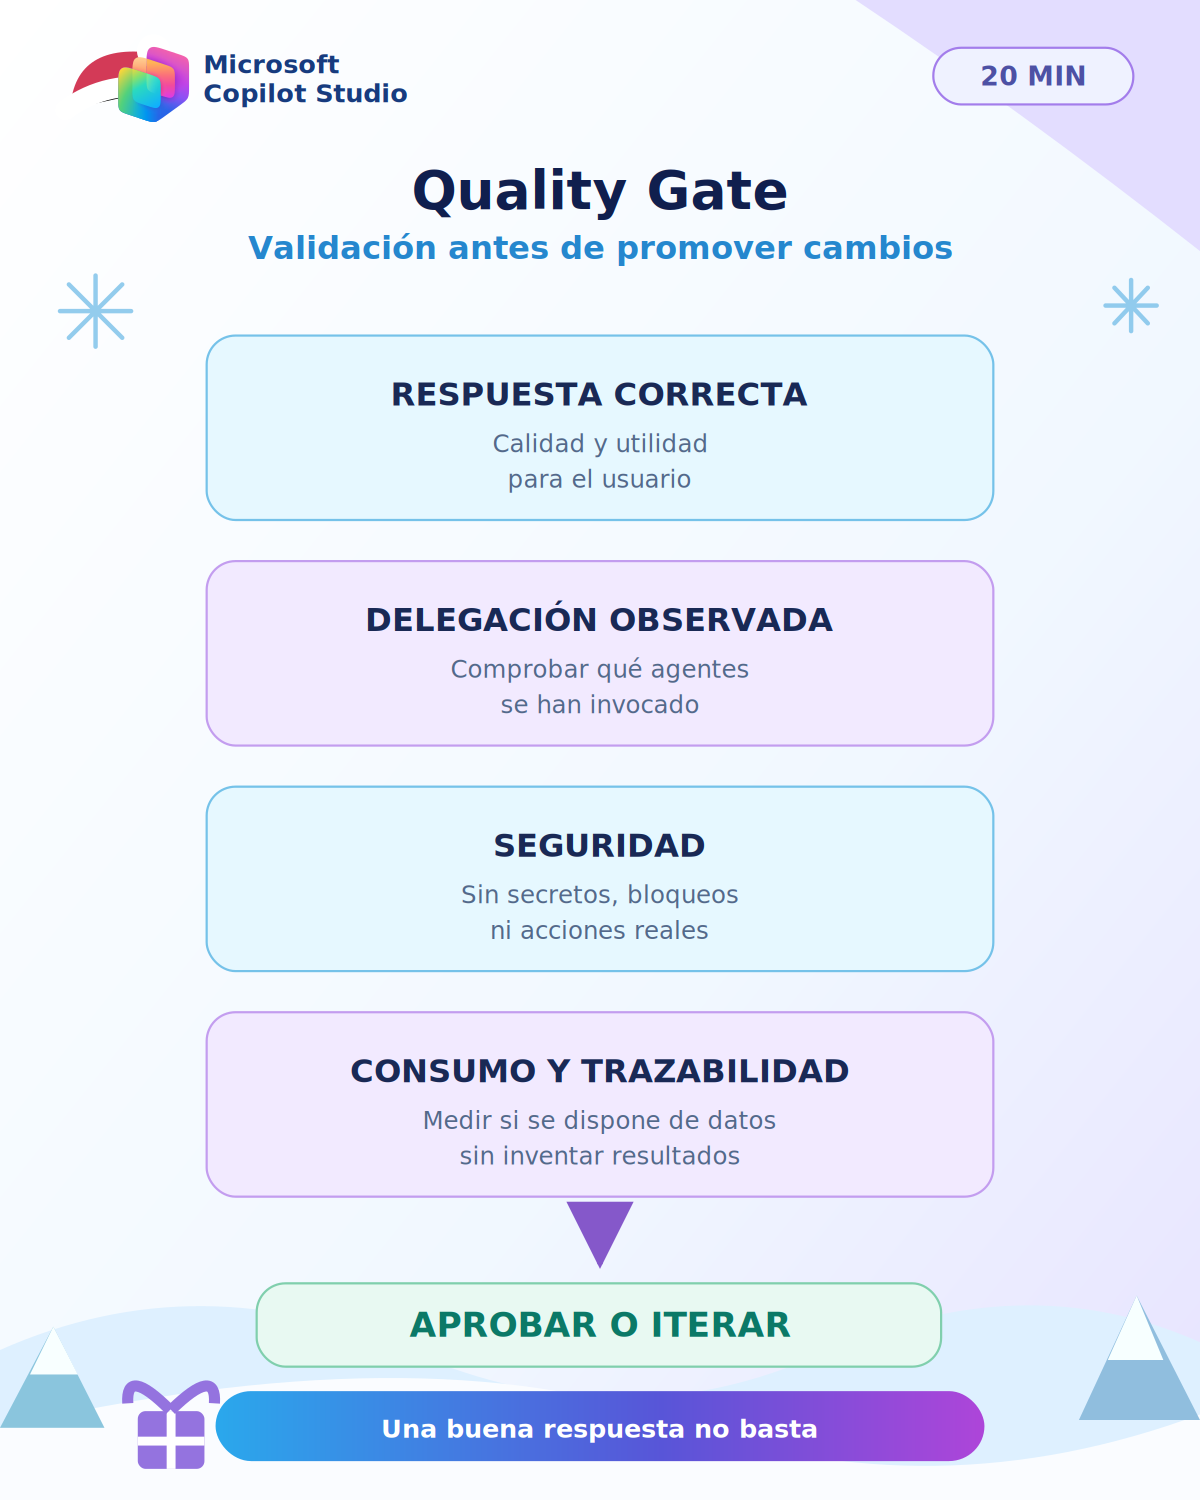 Microsoft
Copilot Studio
20 MIN
Quality Gate
Validación antes de promover cambios
RESPUESTA CORRECTA
Calidad y utilidad
para el usuario
DELEGACIÓN OBSERVADA
Comprobar qué agentes
se han invocado
SEGURIDAD
Sin secretos, bloqueos
ni acciones reales
CONSUMO Y TRAZABILIDAD
Medir si se dispone de datos
sin inventar resultados
APROBAR O ITERAR
Una buena respuesta no basta